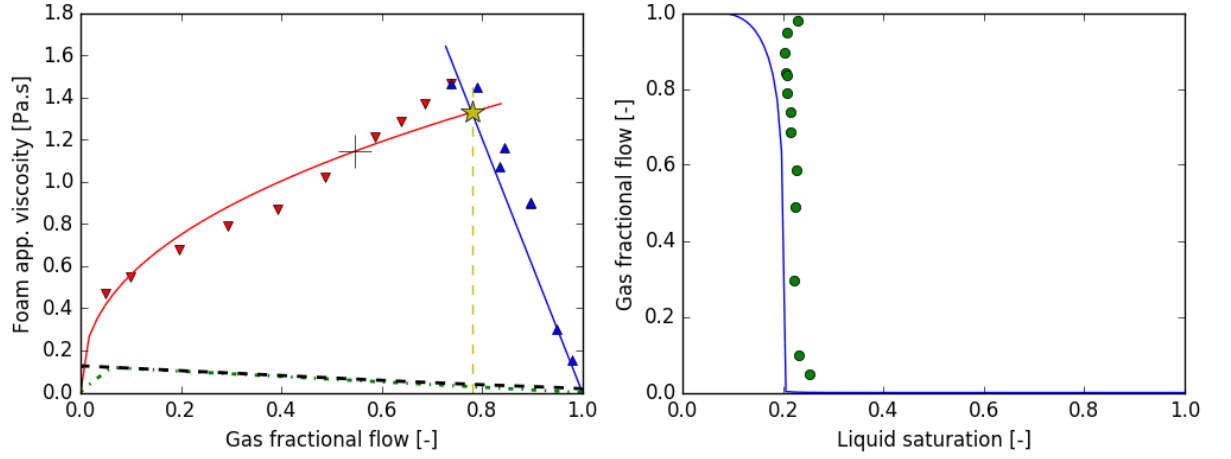 Foam app. viscosity [Pa.s]
1.8
1.6
1.4
1.2
1.0
0.8
0.6
0.4
0.2
0.0
0.0 0.2 0.4 0.6 0.8 1.0
Gas fractional flow [-]
Gas fractional flow [-]
1.0
0.8
0.6
0.4
0.2
0.0
0.0 0.2 0.4 0.6 0.8 1.0
Liquid saturation [-]